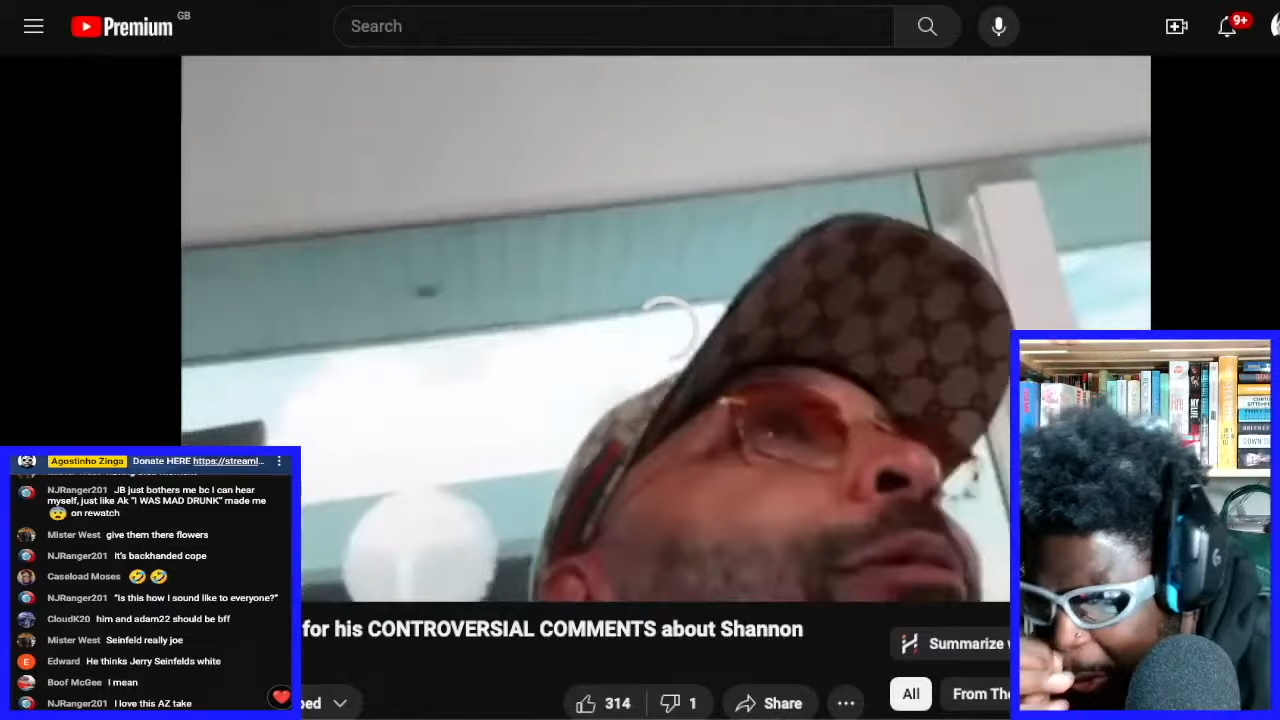 Premium
GB
Search
9+
Agostinho Zinga Donate HERE https://streaml...
NJRanger201 JB just bothers me bc I can hear
myself, just like Ak "I WAS MAD DRUNK" made me
on rewatch
Mister West give them there flowers
NJRanger201 It's backhanded cope
Caseload Moses
NJRanger201 "Is this how I sound like to everyone?"
CloudK20 him and adam22 should be bff
Mister West Seinfeld really joe
Edward He thinks Jerry Seinfelds white
E
Boof McGee I mean
NJRanger201 I love this AZ take
for his CONTROVERSIAL COMMENTS about Shannon
Summarize
314
1
Share
All
From